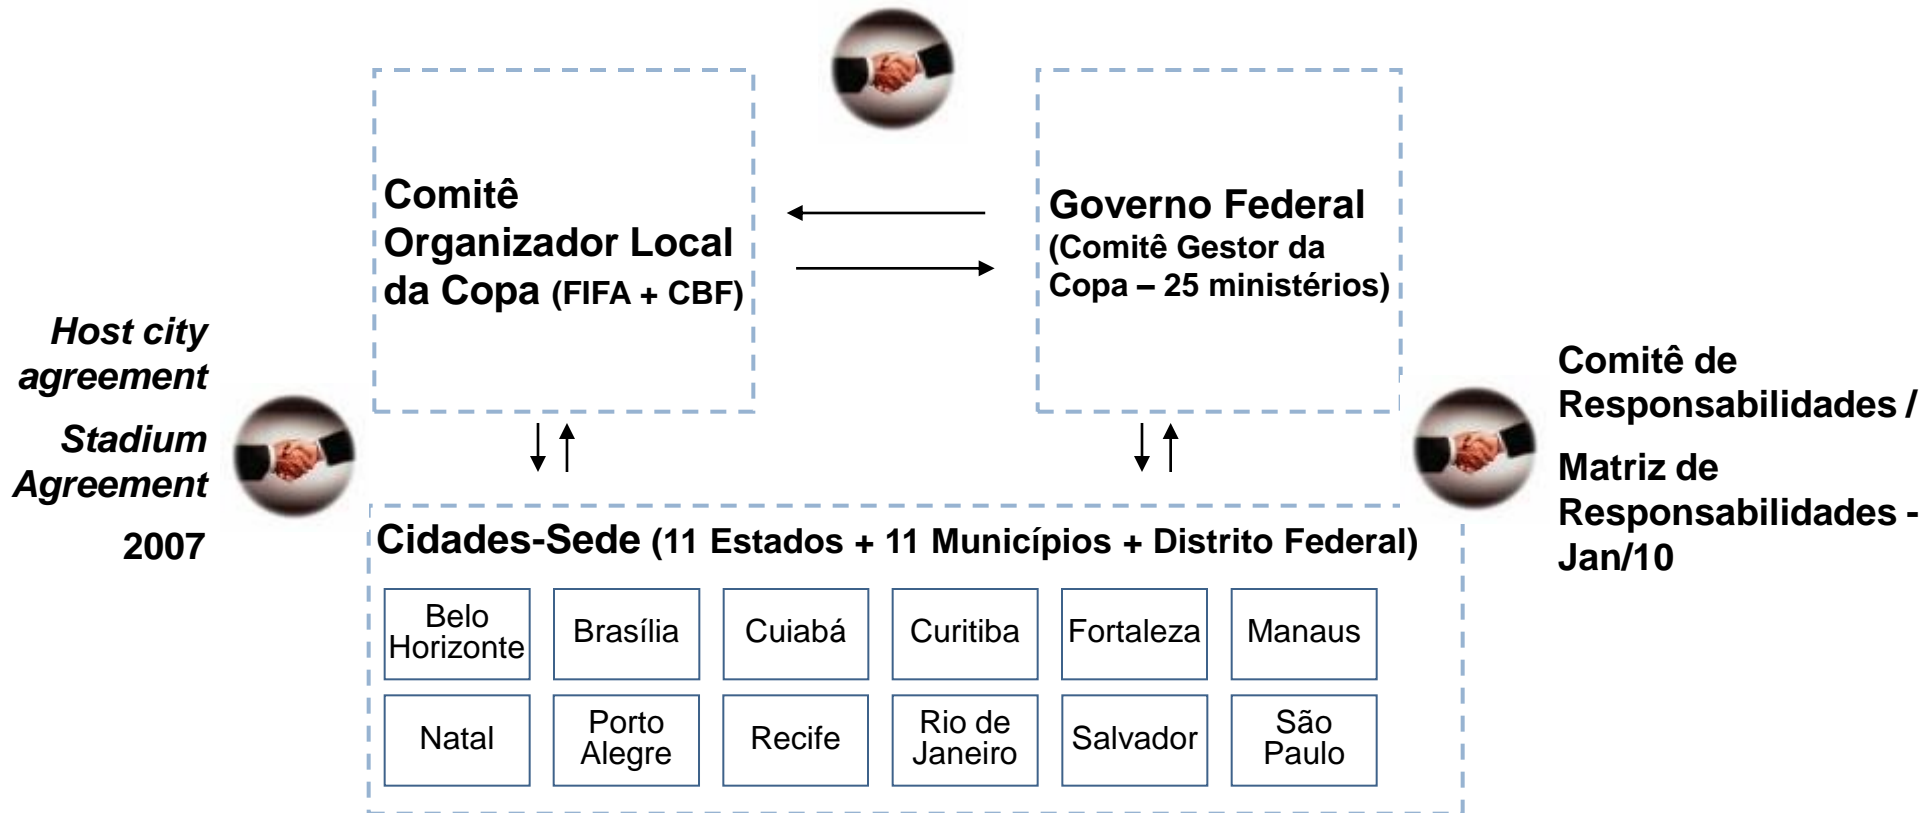 Comitê
Organizador Local
da Copa (FIFA + CBF)
Governo Federal
(Comitê Gestor da
Copa – 25 ministérios)
Host city
agreement
Stadium
Agreement
2007
Comitê de
Responsabilidades /
Matriz de
Responsabilidades -
Jan/10
Cidades-Sede (11 Estados + 11 Municípios + Distrito Federal)
Belo
Horizonte
Brasília
Cuiabá
Curitiba
Fortaleza
Manaus
Natal
Porto
Alegre
Recife
Rio de
Janeiro
Salvador
São
Paulo